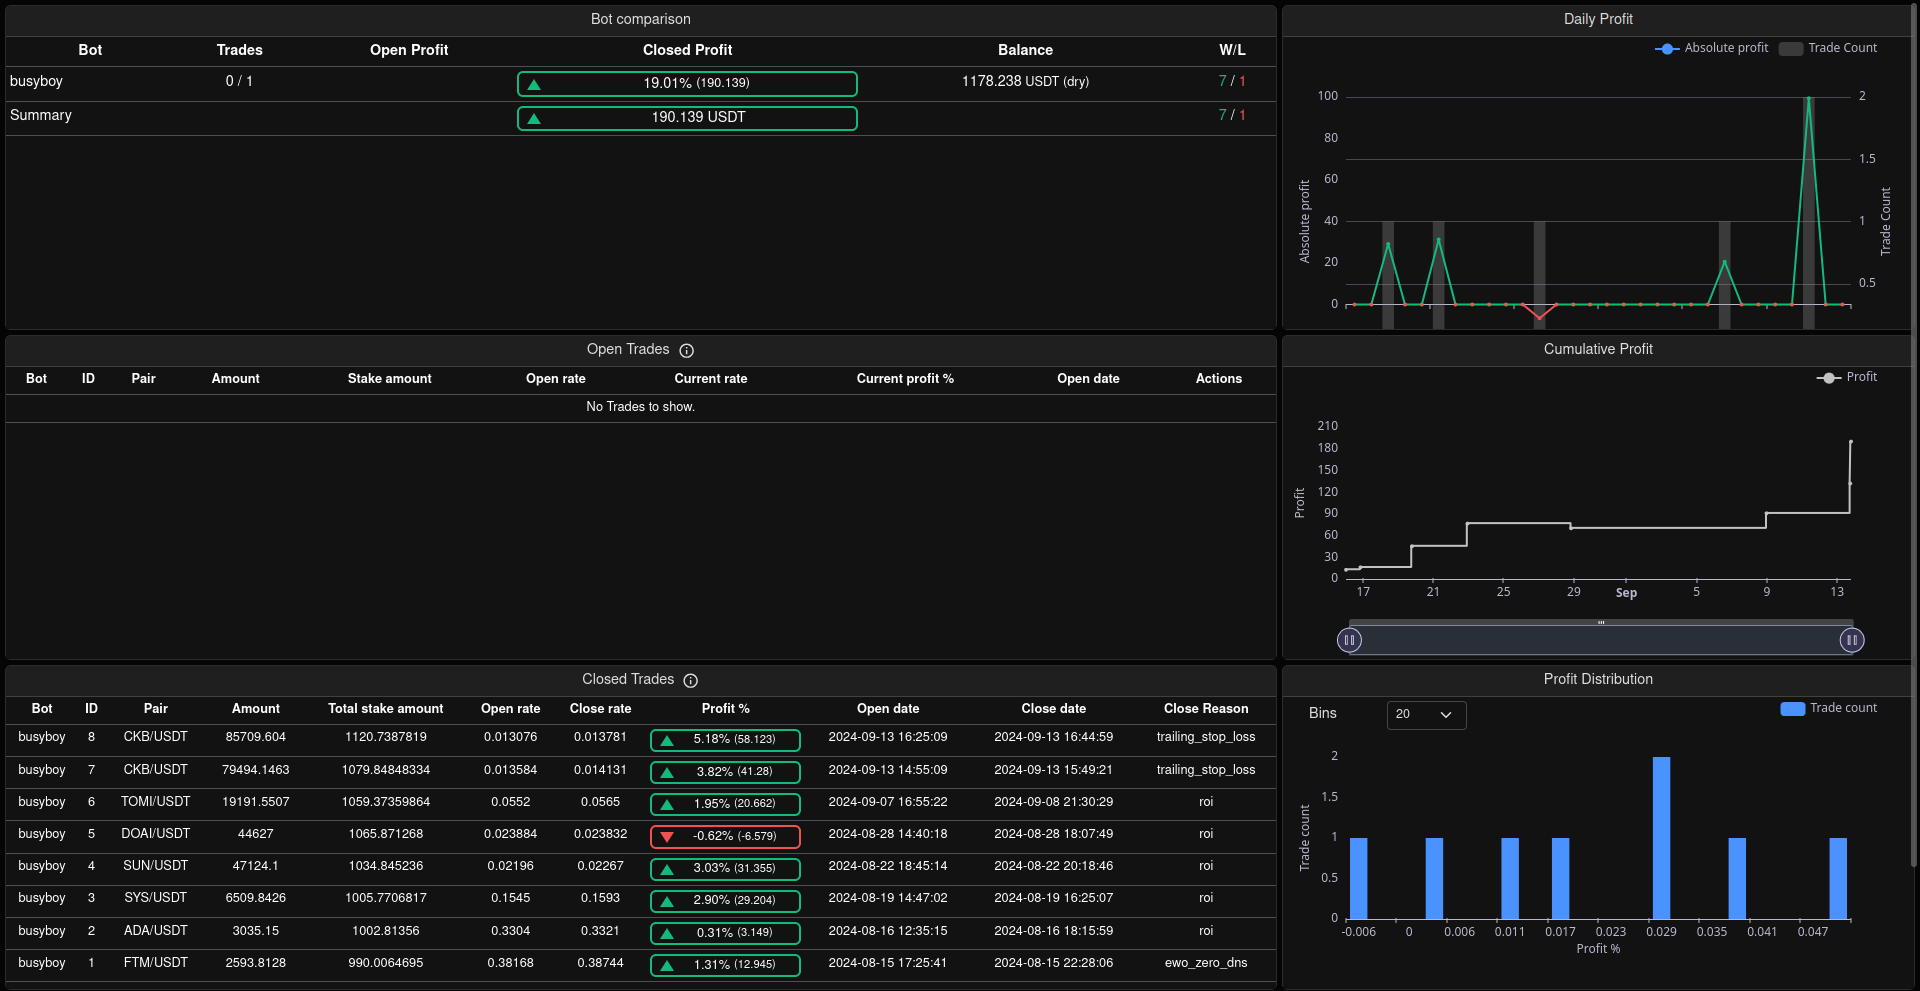 Bot comparison
Bot Trades Open Profit Closed Profit Balance W/L
busyboy 0 / 1 19.01% (190.139) 1178.238 USDT (dry) 7 / 1
Summary 190.139 USDT 7 / 1
Daily Profit
Absolute profit Trade Count
100 2
80
1.5
60
40 1
20
0.5
0
Absolute profit
Trade Count
Open Trades
Bot ID Pair Amount Stake amount Open rate Current rate Current profit % Open date Actions
No Trades to show.
Cumulative Profit
Profit
210
180
150
120
90
60
30
0
Profit
17 21 25 29 Sep 5 9 13
Closed Trades
Bot ID Pair Amount Total stake amount Open rate Close rate Profit % Open date Close date Close Reason
busyboy 8 CKB/USDT 85709.604 1120.7387819 0.013076 0.013781 5.18% (58.123) 2024-09-13 16:25:09 2024-09-13 16:44:59 trailing_stop_loss
busyboy 7 CKB/USDT 79494.1463 1079.84848334 0.013584 0.014131 3.82% (41.28) 2024-09-13 14:55:09 2024-09-13 15:49:21 trailing_stop_loss
busyboy 6 TOMI/USDT 19191.5507 1059.37359864 0.0552 0.0565 1.95% (20.662) 2024-09-07 16:55:22 2024-09-08 21:30:29 roi
busyboy 5 DOAI/USDT 44627 1065.871268 0.023884 0.023832 -0.62% (-6.579) 2024-08-28 14:40:18 2024-08-28 18:07:49 roi
busyboy 4 SUN/USDT 47124.1 1034.845236 0.02196 0.02267 3.03% (31.355) 2024-08-22 18:45:14 2024-08-22 20:18:46 roi
busyboy 3 SYS/USDT 6509.8426 1005.7706817 0.1545 0.1593 2.90% (29.204) 2024-08-19 14:47:02 2024-08-19 16:25:07 roi
busyboy 2 ADA/USDT 3035.15 1002.81356 0.3304 0.3321 0.31% (3.149) 2024-08-16 12:35:15 2024-08-16 18:15:59 roi
busyboy 1 FTM/USDT 2593.8128 990.0064695 0.38168 0.38744 1.31% (12.945) 2024-08-15 17:25:41 2024-08-15 22:28:06 ewo_zero_dns
Profit Distribution
Bins 20 Trade count
2
1.5
1
0.5
0
Trade count
-0.006 0 0.006 0.011 0.017 0.023 0.029 0.035 0.041 0.047
Profit %